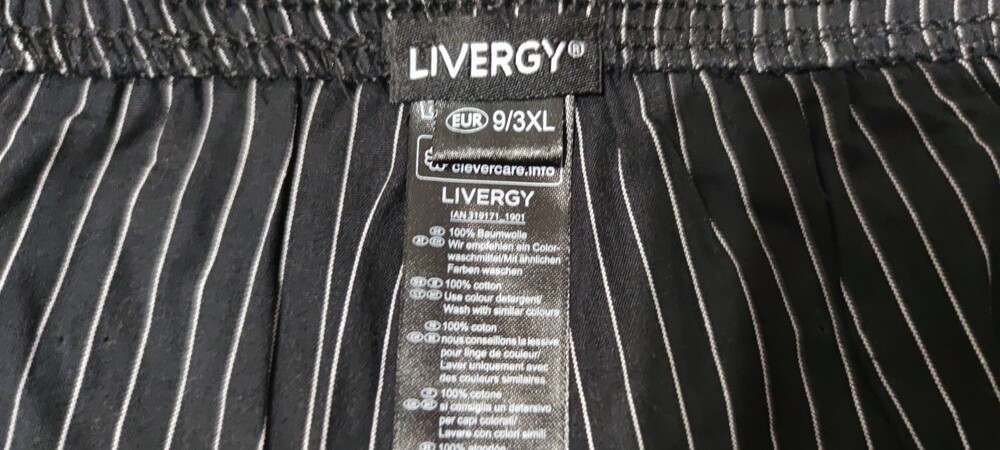 LIVERGY®
EUR 9/3XL
clevercare.info
LIVERGY
IAN 319171_1901
100% Baumwolle
Wir empfehlen ein Color-
waschmittel/Mit ähnlichen
Farben waschen
100% cotton
Use colour detergent/
Wash with similar colours
100% coton
nous conseillons la lessive
pour linge de couleur/
Laver uniquement avec
des couleurs similaires
100% cotone
si consiglia un detersivo
per capi colorati/
Lavare con colori simili
100% algodón